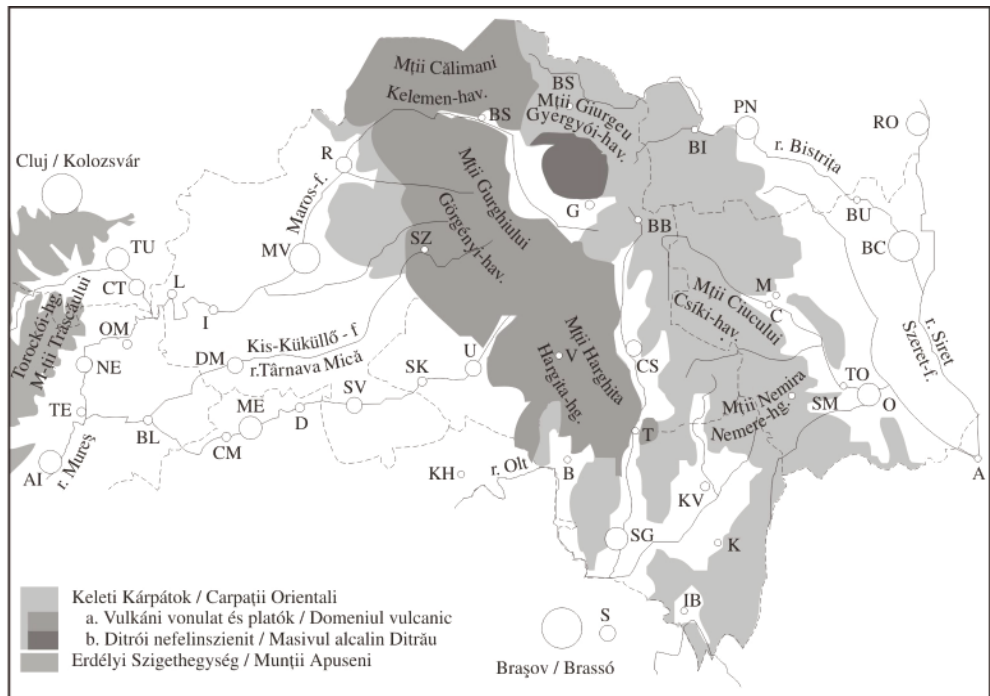 Mții Călimani
Kelemen-hav.
BS
Mții Giurgeu
Gyergyói-hav.
BS
PN
RO
BI
r. Bistrița
Cluj / Kolozsvár
R
Maros-f.
Mții Gurghiului
Görgényi-hav.
G
BB
BU
BC
TU
MV
SZ
CT
L
I
M
Mții Ciucului
Csíki-hav.
C
r. Siret
Szeret-f.
Torockói-hg.
M-ții Trăscăului
OM
NE
DM
Kis-Küküllő - f
r.Târnava Mică
U
Mții Harghita
Hargita-hg.
V
CS
SK
SV
TE
ME
D
BL
CM
Mții Nemira
Nemere-hg.
TO
SM
O
T
AI
r. Mureș
KH
r. Olt
B
KV
A
SG
K
IB
S
Brașov / Brassó
Keleti Kárpátok / Carpații Orientali
a. Vulkáni vonulat és platók / Domeniul vulcanic
b. Ditrói nefelinszienit / Masivul alcalin Ditrău
Erdélyi Szigethegység / Munții Apuseni